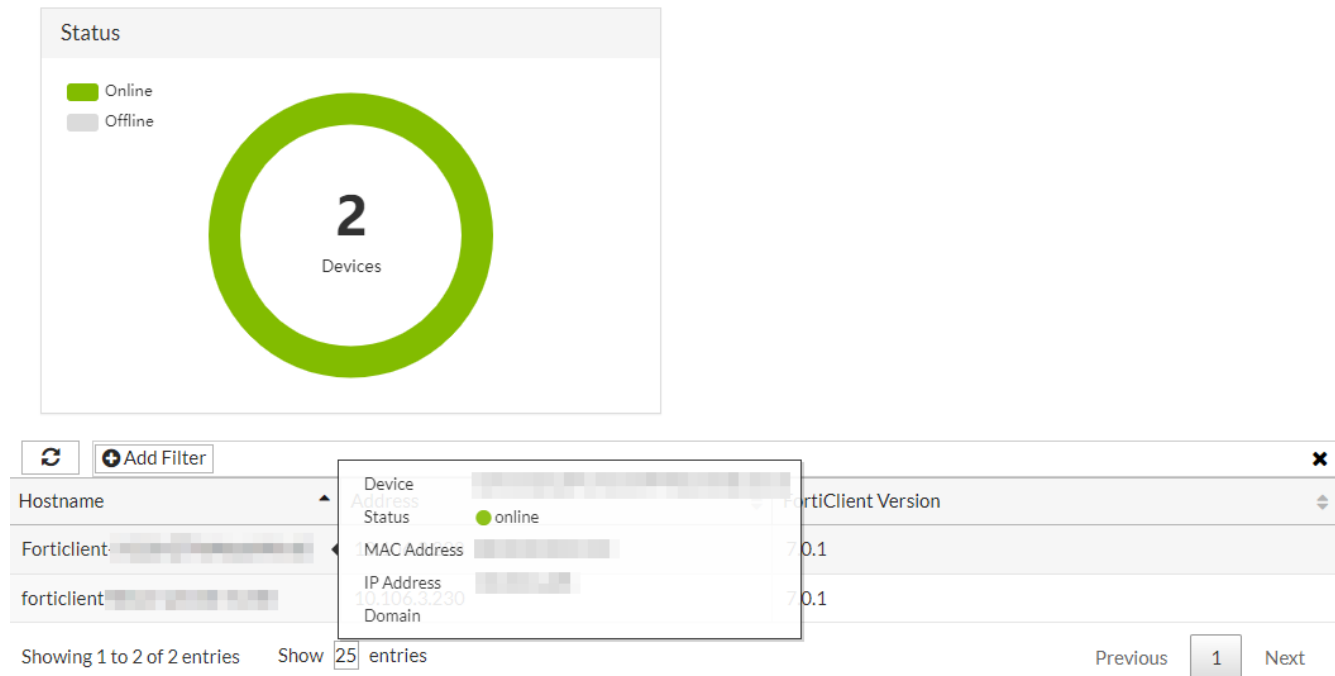 Status
Online
Offline
2
Devices
Add Filter
Hostname Address FortiClient Version
Device
Status online
Forticlient- MAC Address 7.0.1
IP Address
forticlient 10.106.3.230 7.0.1
Domain
Showing 1 to 2 of 2 entries Show 25 entries Previous 1 Next